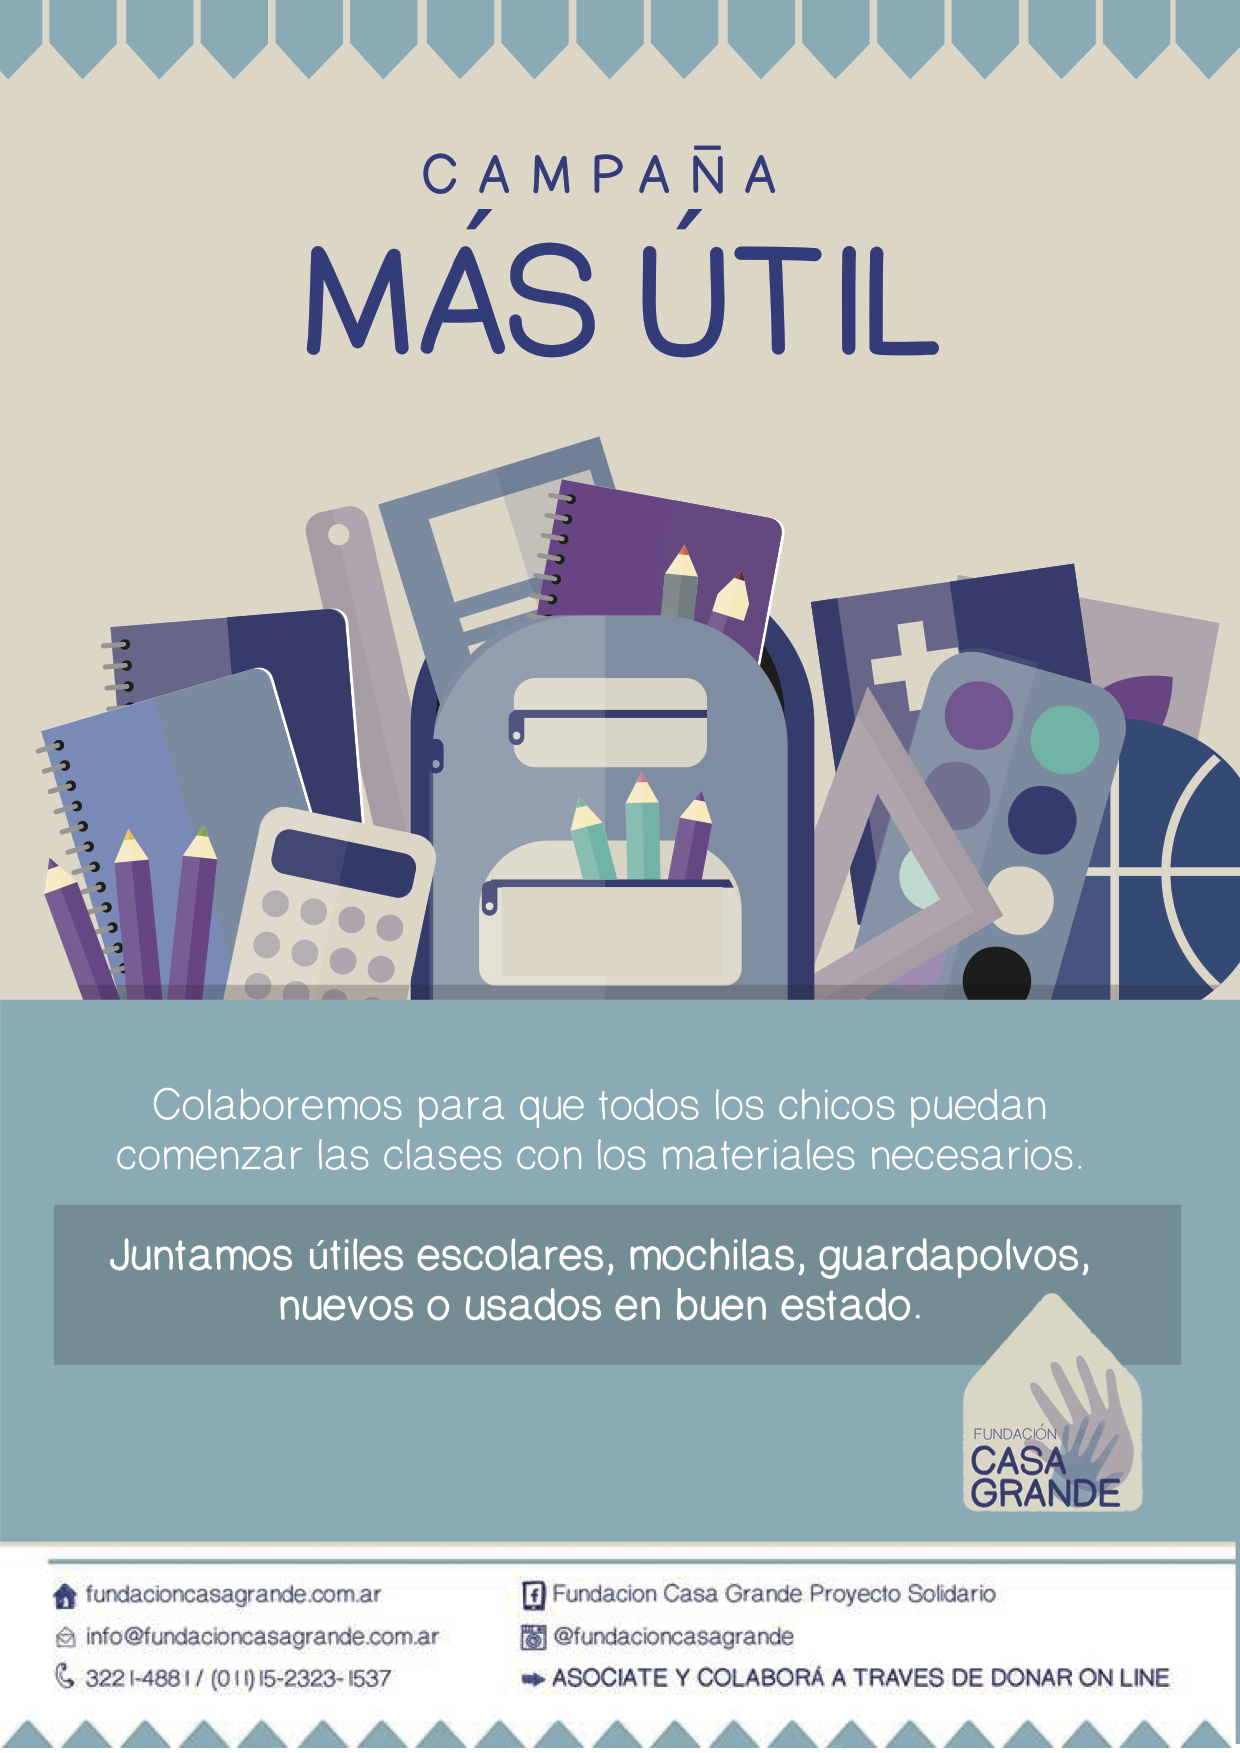 CAMPAÑA
MÁS ÚTIL
Colaboremos para que todos los chicos puedan
comenzar las clases con los materiales necesarios.
Juntamos útiles escolares, mochilas, guardapolvos,
nuevos o usados en buen estado.
FUNDACIÓN
CASA
GRANDE
fundacioncasagrande.com.ar
info@fundacioncasagrande.com.ar
3221-4881 / (011) 15-2323-1537
Fundacion Casa Grande Proyecto Solidario
@fundacioncasagrande
ASOCIATE Y COLABORÁ A TRAVES DE DONAR ON LINE